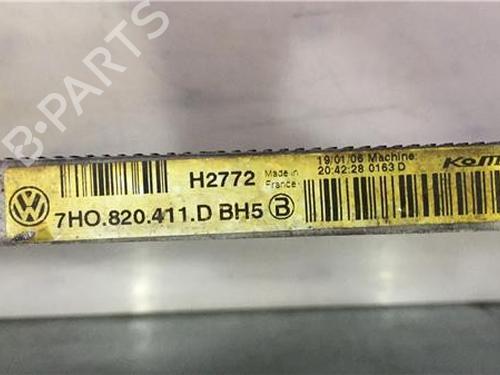 B-PARTS
H2772
Made in
France
19/01/06 Machine:
20:42:28 0163 D
7HO.820.411.D BH5 B